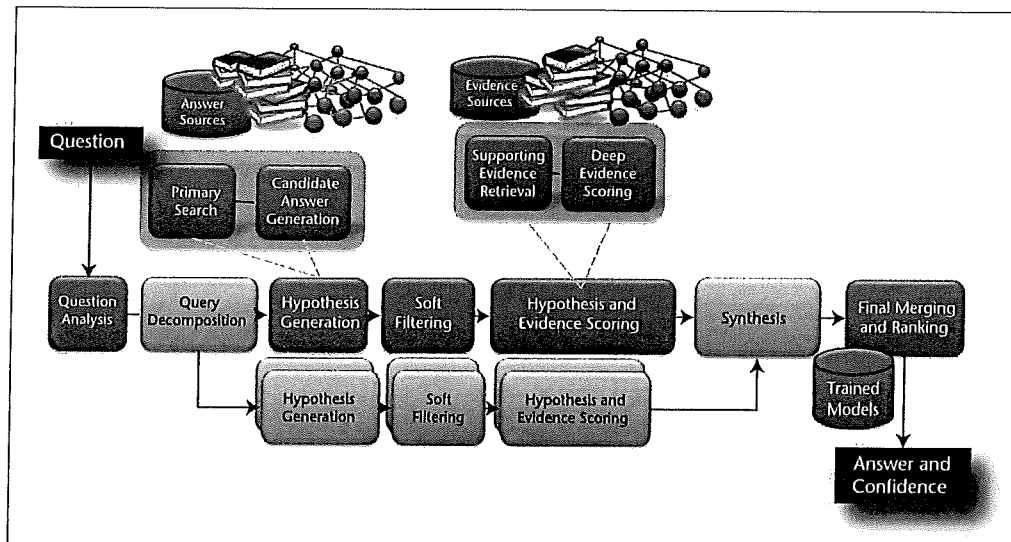 Answer
Sources
Evidence
Sources
Question
Primary
Search
Candidate
Answer
Generation
Supporting
Evidence
Retrieval
Deep
Evidence
Scoring
Question
Analysis
Query
Decomposition
Hypothesis
Generation
Soft
Filtering
Hypothesis and
Evidence Scoring
Synthesis
Final Merging
and Ranking
Hypothesis
Generation
Soft
Filtering
Hypothesis and
Evidence Scoring
Trained
Models
Answer and
Confidence